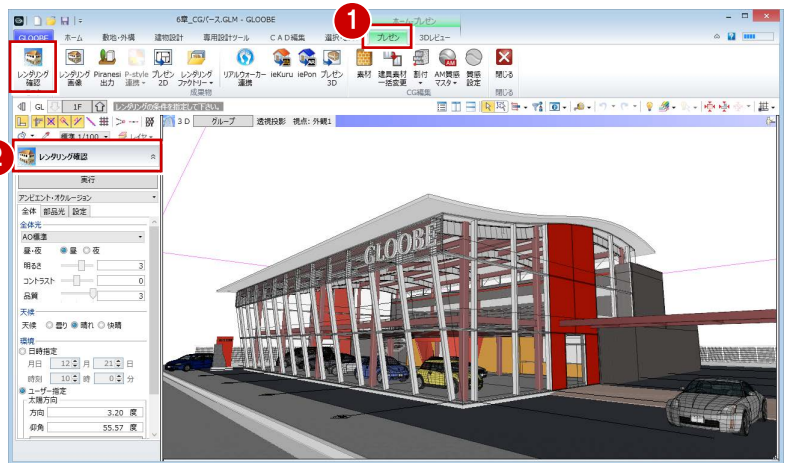 6章_CGパース.GLM - GLOOBE
ホーム-プレゼン
1
GLOOBE ホーム 敷地・外構 建物設計 専用設計ツール CAD編集 プレゼン 3Dレビュー
レンダリング確認 レンダリング画像 Piranesi出力 P-style連携 プレゼン2D レンダリングファクトリー リアルウォーカー連携 ieKuru iePon プレゼン3D 素材 建具素材一括変更 割付 AM質感マスタ 質感設定 閉じる
成果物 CG編集 閉じる
GL 1F レンダリングの条件を指定して下さい。
標準 1/100 レイヤ
3D グループ 透視投影 視点: 外観1
2
レンダリング確認
実行
アンビエント・オクルージョン
全体 部品光 設定
全体光
AO標準
昼・夜 昼 夜
明るさ 3
コントラスト 0
品質 3
天候
天候 曇り 晴れ 快晴
環境
日時指定
月日 12 月 21 日
時刻 10 時 0 分
ユーザー指定
太陽方向
方向 3.20 度
仰角 55.57 度
GLOOBE